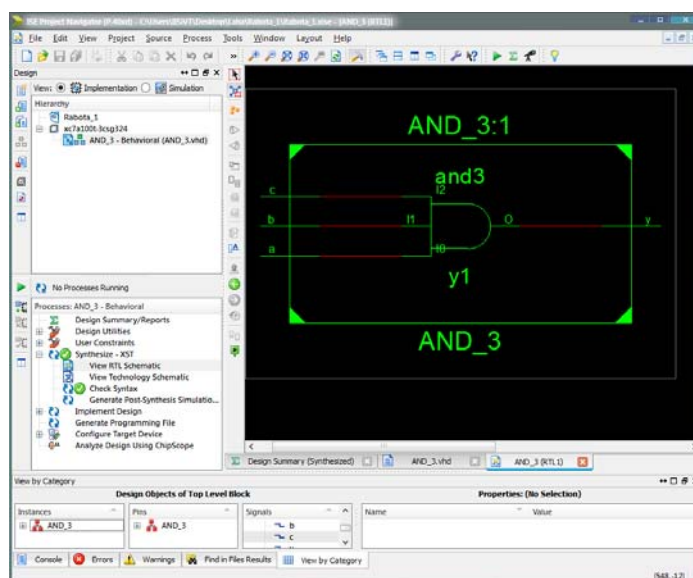 ISE Project Navigator (P.40xd) - C:\Users\
AND_3 (RTL1)]
File Edit View Project Source Process Tools Window Layout Help
Design
View: Implementation Simulation
Hierarchy
Rabota_1
xc7a100t-3csg324
AND_3 - Behavioral (AND_3.vhd)
No Processes Running
Processes: AND_3 - Behavioral
Design Summary/Reports
Design Utilities
User Constraints
Synthesize - XST
View RTL Schematic
View Technology Schematic
Check Syntax
Generate Post-Synthesis Simulatio...
Implement Design
Generate Programming File
Configure Target Device
Analyze Design Using ChipScope
AND_3:1
and3
c
I2
b
I1
O
y
a
I0
y1
AND_3
Design Summary (Synthesized) AND_3.vhd AND_3 (RTL1)
View by Category
Design Objects of Top Level Block
Properties: (No Selection)
Instances Pins Signals Name Value
AND_3 AND_3 b
c
Console Errors Warnings Find in Files Results View by Category